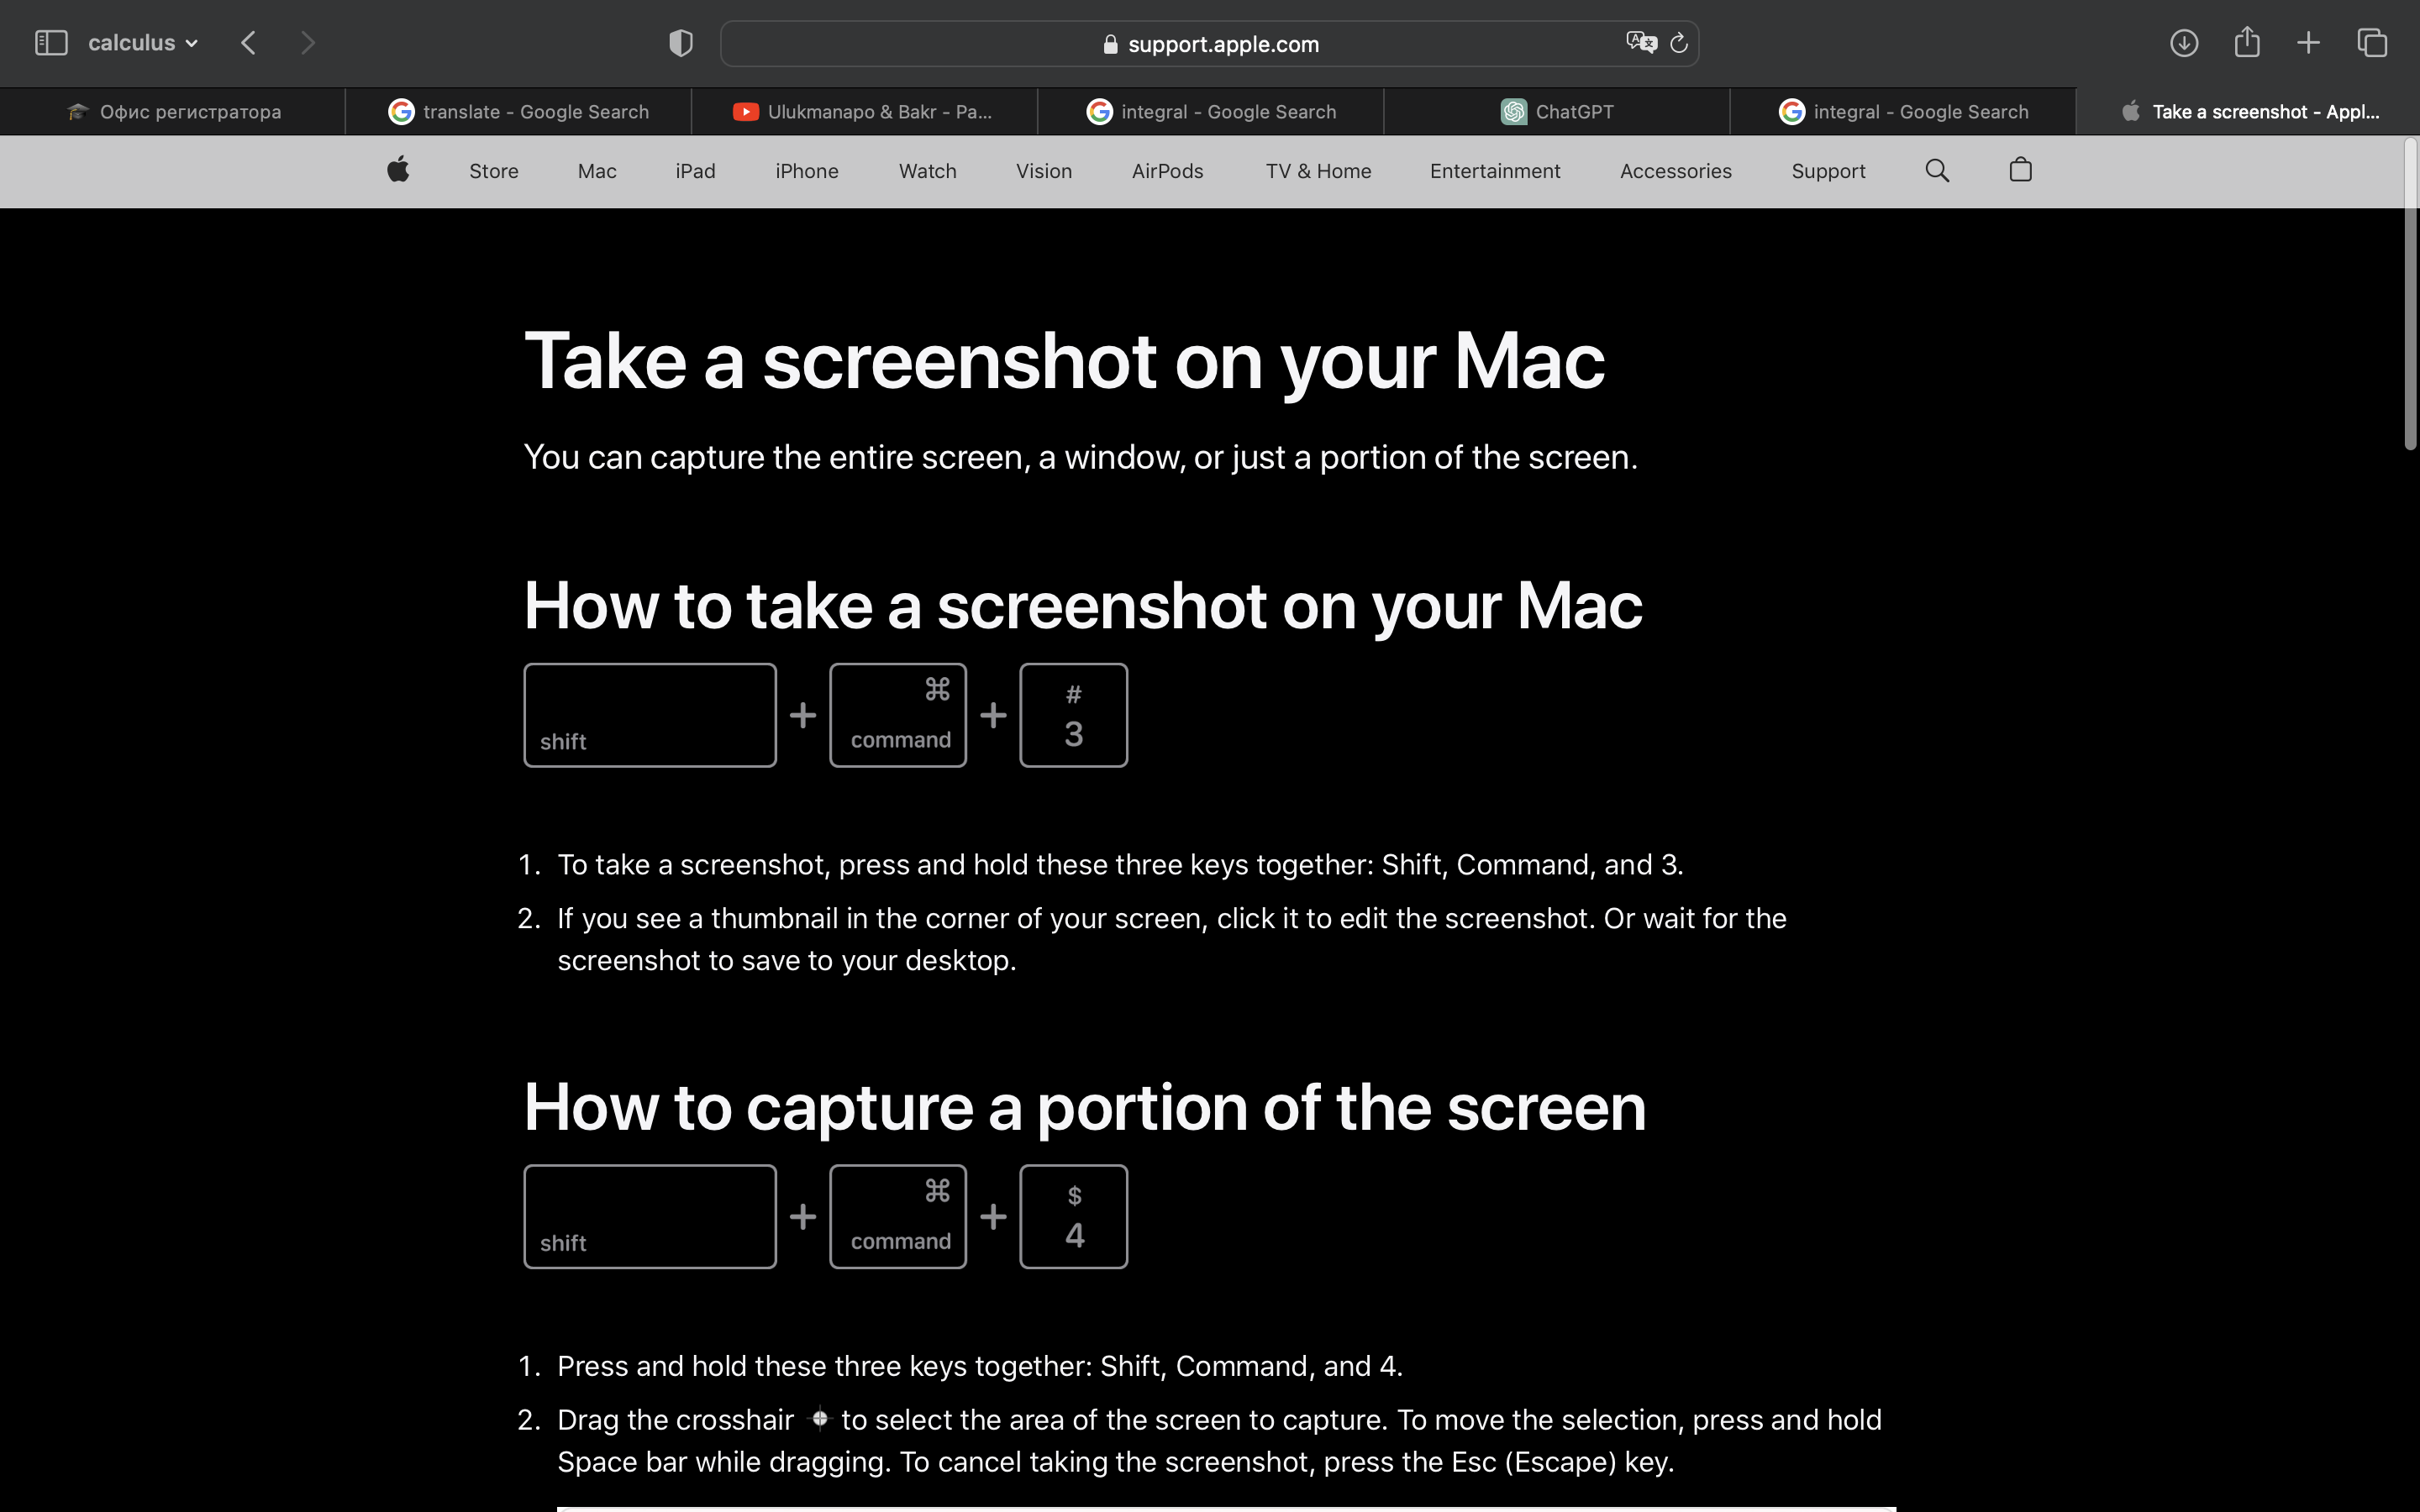 calculus
support.apple.com
Офис регистратора
translate - Google Search
Ulukmanapo & Bakr - Pa...
integral - Google Search
ChatGPT
integral - Google Search
Take a screenshot - Appl...
Store Mac iPad iPhone Watch Vision AirPods TV & Home Entertainment Accessories Support
Take a screenshot on your Mac
You can capture the entire screen, a window, or just a portion of the screen.
How to take a screenshot on your Mac
shift + ⌘ command + # 3
1. To take a screenshot, press and hold these three keys together: Shift, Command, and 3.
2. If you see a thumbnail in the corner of your screen, click it to edit the screenshot. Or wait for the
screenshot to save to your desktop.
How to capture a portion of the screen
shift + ⌘ command + $ 4
1. Press and hold these three keys together: Shift, Command, and 4.
2. Drag the crosshair to select the area of the screen to capture. To move the selection, press and hold
Space bar while dragging. To cancel taking the screenshot, press the Esc (Escape) key.